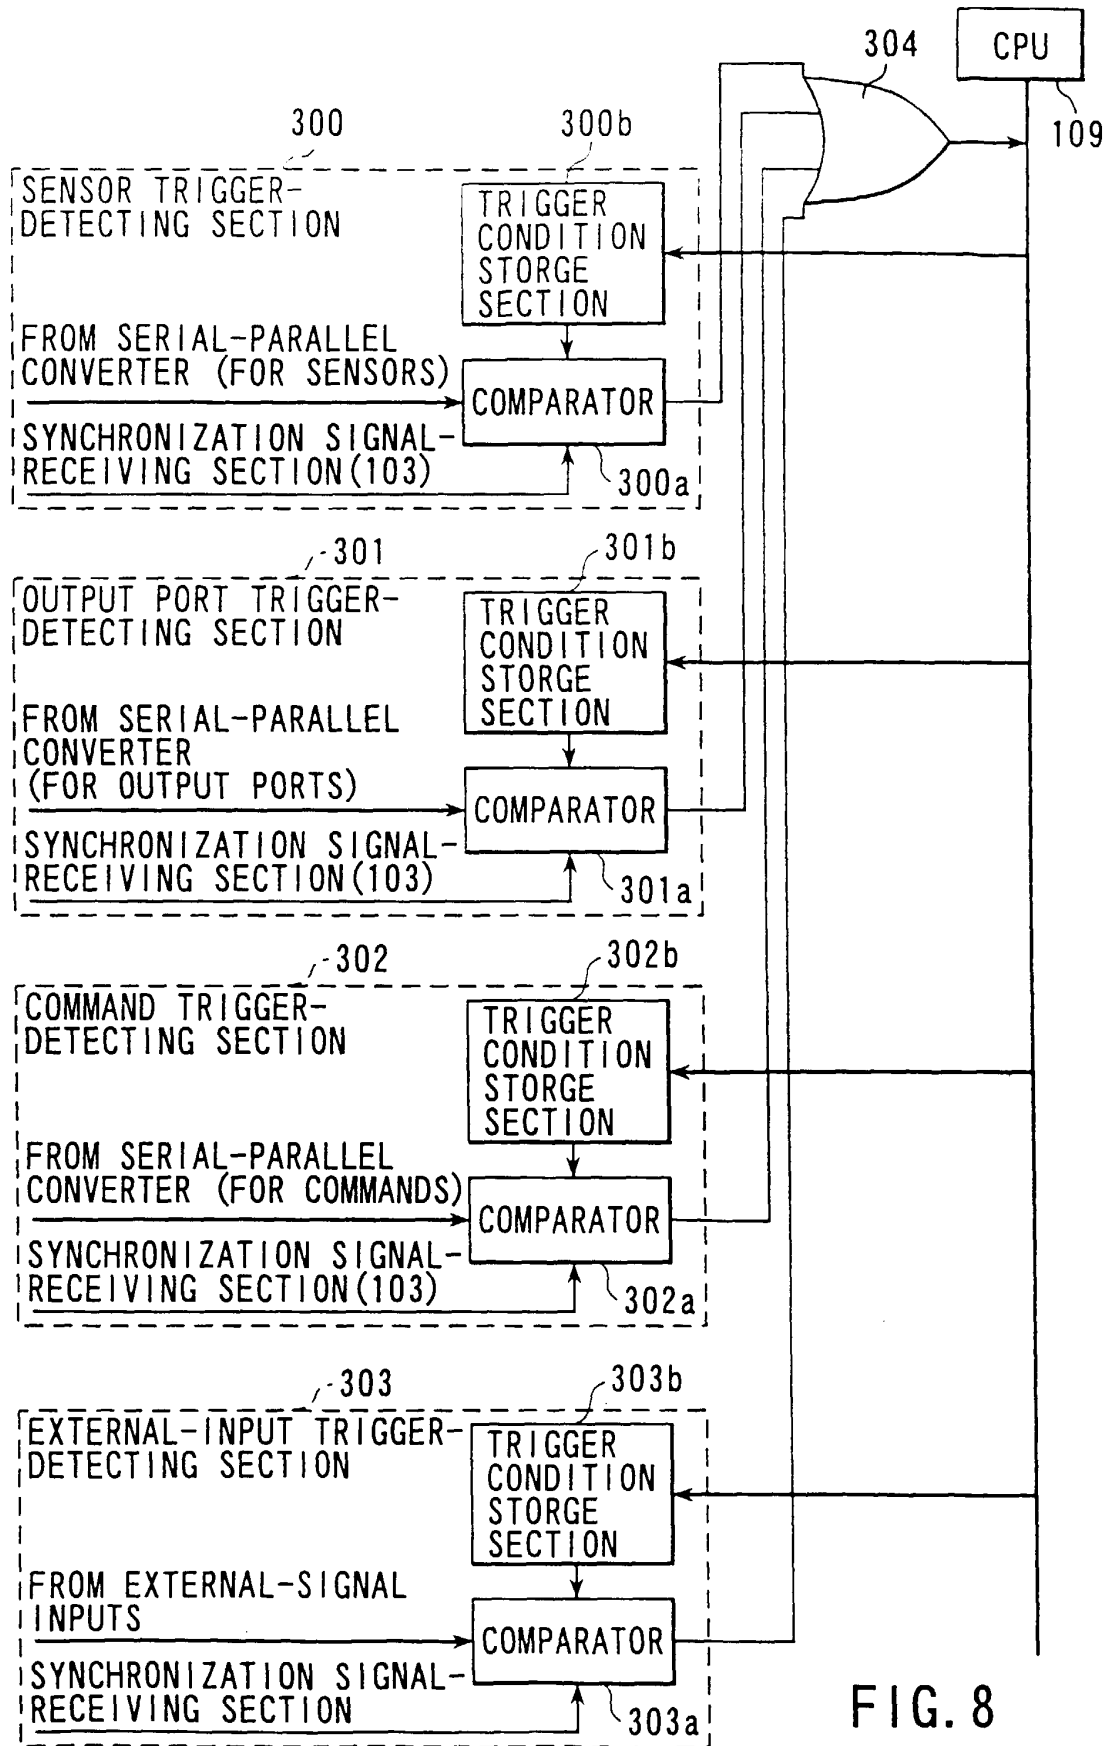 CPU
304
109
300
300b
SENSOR TRIGGER-
DETECTING SECTION
TRIGGER
CONDITION
STORGE
SECTION
FROM SERIAL-PARALLEL
CONVERTER (FOR SENSORS)
COMPARATOR
SYNCHRONIZATION SIGNAL-
RECEIVING SECTION(103)
300a
301
301b
OUTPUT PORT TRIGGER-
DETECTING SECTION
TRIGGER
CONDITION
STORGE
SECTION
FROM SERIAL-PARALLEL
CONVERTER
(FOR OUTPUT PORTS)
COMPARATOR
SYNCHRONIZATION SIGNAL-
RECEIVING SECTION(103)
301a
302
302b
COMMAND TRIGGER-
DETECTING SECTION
TRIGGER
CONDITION
STORGE
SECTION
FROM SERIAL-PARALLEL
CONVERTER (FOR COMMANDS)
COMPARATOR
SYNCHRONIZATION SIGNAL-
RECEIVING SECTION(103)
302a
303
303b
EXTERNAL-INPUT TRIGGER-
DETECTING SECTION
TRIGGER
CONDITION
STORGE
SECTION
FROM EXTERNAL-SIGNAL
INPUTS
COMPARATOR
SYNCHRONIZATION SIGNAL-
RECEIVING SECTION
303a
FIG. 8